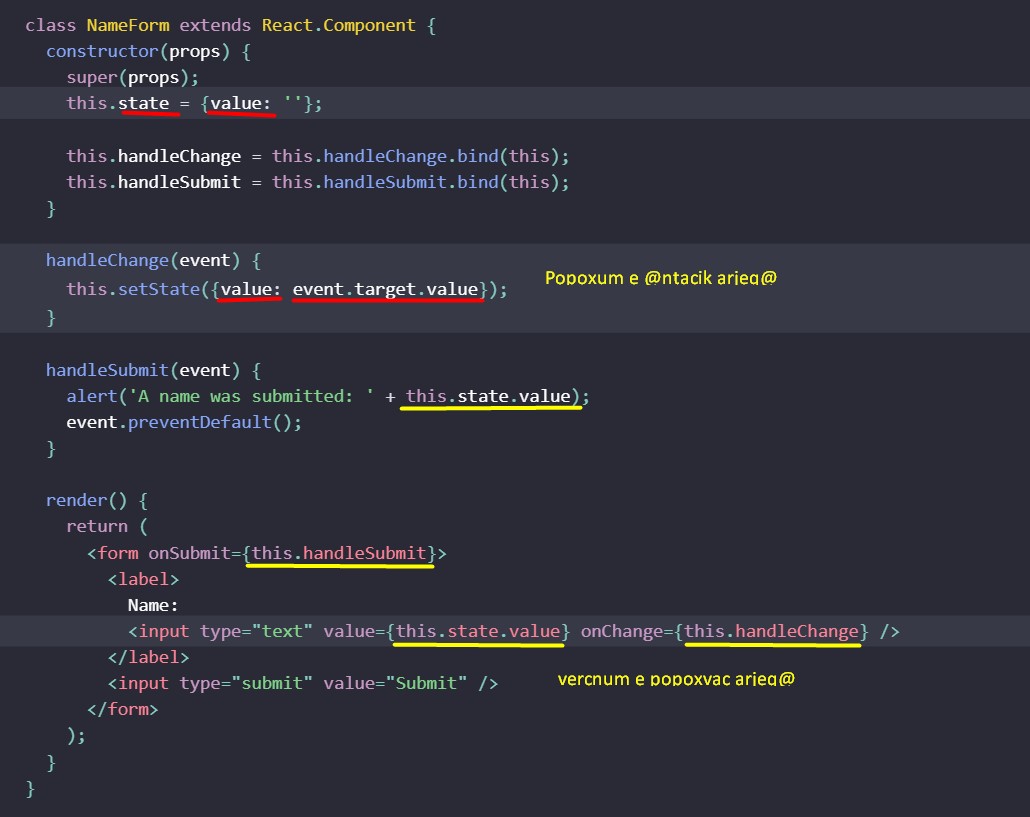 class NameForm extends React.Component {
constructor(props) {
super(props);
this.state = {value: ''};
this.handleChange = this.handleChange.bind(this);
this.handleSubmit = this.handleSubmit.bind(this);
}
handleChange(event) {
Popoxum e @ntacik arjeq@
this.setState({value: event.target.value});
}
handleSubmit(event) {
alert('A name was submitted: ' + this.state.value);
event.preventDefault();
}
render() {
return (
<form onSubmit={this.handleSubmit}>
<label>
Name:
<input type="text" value={this.state.value} onChange={this.handleChange} />
</label>
<input type="submit" value="Submit" />
vercnum e popoxvac arjeq@
</form>
);
}
}